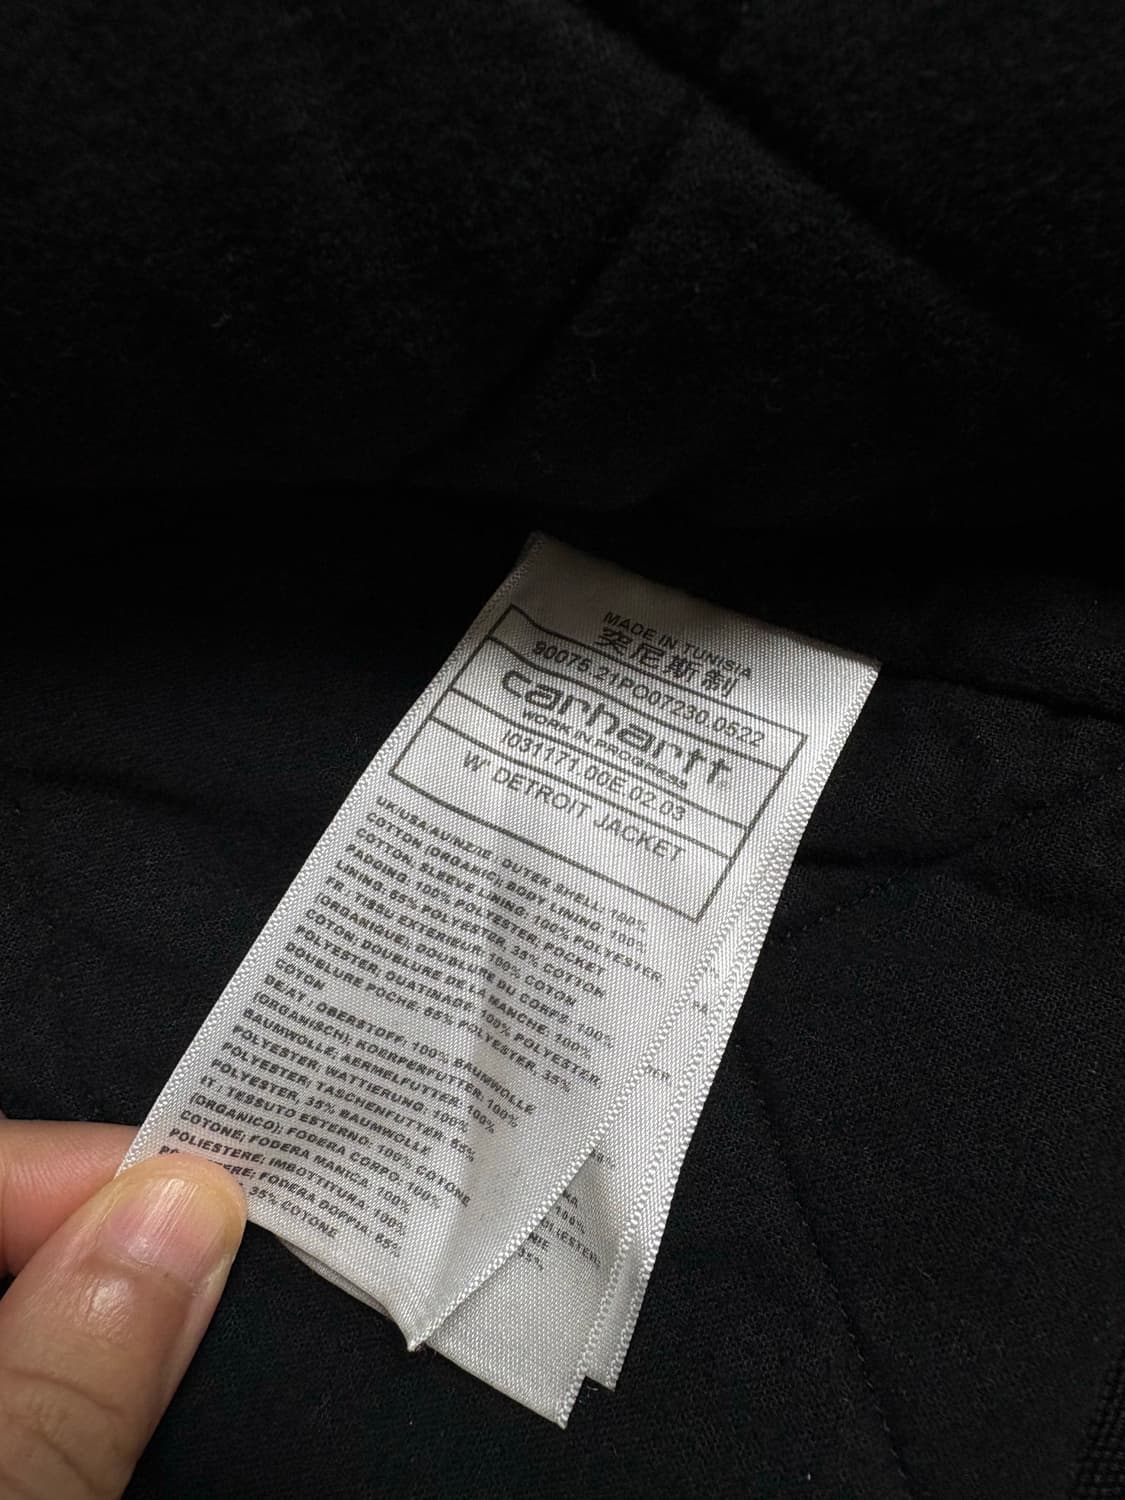 MADE IN TUNISIA
突尼斯制
90075.21PO07230.0522
carhartt®
WORK IN PROGRESS
I031171.00E.02.03
W' DETROIT JACKET
UK/USA/AU/NZ/IE : OUTER SHELL: 100%
COTTON (ORGANIC); BODY LINING: 100%
COTTON; SLEEVE LINING: 100% POLYESTER;
PADDING: 100% POLYESTER; POCKET
LINING: 65% POLYESTER, 35% COTTON
FR : TISSU EXTERIEUR: 100% COTON
(ORGANIQUE); DOUBLURE DU CORPS: 100%
COTON; DOUBLURE DE LA MANCHE: 100%
POLYESTER; OUATINADE: 100% POLYESTER;
DOUBLURE POCHE: 65% POLYESTER, 35%
COTON
DE/AT : OBERSTOFF: 100% BAUMWOLLE
(ORGANISCH); KOERPERFUTTER: 100%
BAUMWOLLE; AERMELFUTTER: 100%
POLYESTER; WATTIERUNG: 100%
POLYESTER; TASCHENFUTTER: 65%
POLYESTER, 35% BAUMWOLLE
IT : TESSUTO ESTERNO: 100% COTONE
(ORGANICO); FODERA CORPO: 100%
COTONE; FODERA MANICA: 100%
POLIESTERE; IMBOTTITURA: 100%
FODERA DOPPIA: 65%
35% COTONE
100%
35%